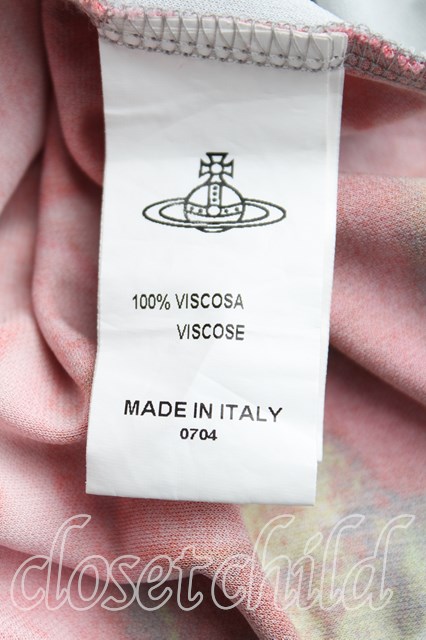 100% VISCOSA
VISCOSE
MADE IN ITALY
0704
closetchild